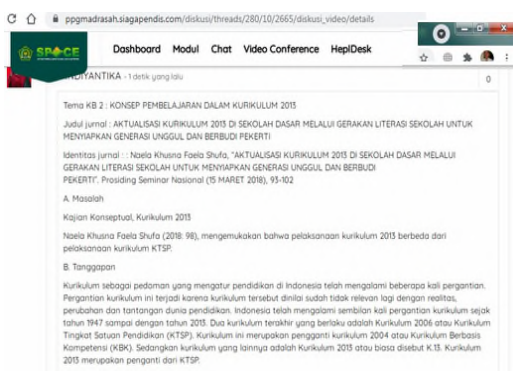 ppgmadrasah.siagapendis.com/diskusi/threads/280/10/2665/diskusi_video/details
SPACE Dashboard Modul Chat Video Conference HeplDesk
DIYANTIKA - 1 detik yang lalu
0
Tema KB 2 : KONSEP PEMBELAJARAN DALAM KURIKULUM 2013
Judul jurnal : AKTUALISASI KURIKULUM 2013 DI SEKOLAH DASAR MELALUI GERAKAN LITERASI SEKOLAH UNTUK
MENYIAPKAN GENERASI UNGGUL DAN BERBUDI PEKERTI
Identitas jurnal : : Naela Khusna Faela Shufa, "AKTUALISASI KURIKULUM 2013 DI SEKOLAH DASAR MELALUI
GERAKAN LITERASI SEKOLAH UNTUK MENYIAPKAN GENERASI UNGGUL DAN BERBUDI
PEKERTI". Prosiding Seminar Nasional (15 MARET 2018), 93-102
A. Masalah
Kajian Konseptual, Kurikulum 2013
Naela Khusna Faela Shufa (2018: 98), mengemukakan bahwa pelaksanaan kurikulum 2013 berbeda dari
pelaksanaan kurikulum KTSP.
B. Tanggapan
Kurikulum sebagai pedoman yang mengatur pendidikan di Indonesia telah mengalami beberapa kali pergantian.
Pergantian kurikulum ini terjadi karena kurikulum tersebut dinilai sudah tidak relevan lagi dengan realitas,
perubahan dan tantangan dunia pendidikan. Indonesia telah mengalami sembilan kali pergantian kurikulum sejak
tahun 1947 sampai dengan tahun 2013. Dua kurikulum terakhir yang berlaku adalah Kurikulum 2006 atau Kurikulum
Tingkat Satuan Pendidikan (KTSP). Kurikulum ini merupakan pengganti kurikulum 2004 atau Kurikulum Berbasis
Kompetensi (KBK). Sedangkan kurikulum yang lainnya adalah Kurikulum 2013 atau biasa disebut K.13. Kurikulum
2013 merupakan penganti dari KTSP.